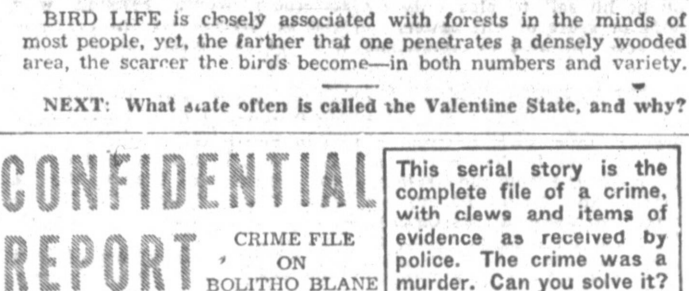 BIRD LIFE is closely associated with forests in the minds of
most people, yet, the farther that one penetrates a densely wooded
area, the scarcer the birds become—in both numbers and variety.
NEXT: What state often is called the Valentine State, and why?
CONFIDENTIAL
REPORT
CRIME FILE
ON
BOLITHO BLANE
This serial story is the
complete file of a crime,
with clews and items of
evidence as received by
police. The crime was a
murder. Can you solve it?